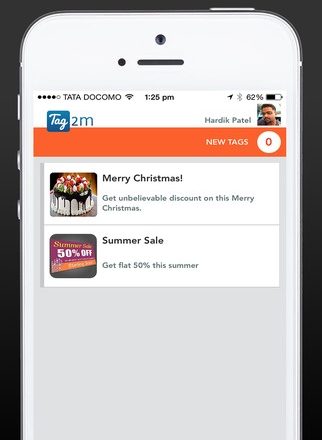 TATA DOCOMO 1:25 pm 62%
Tag2m
Hardik Patel
NEW TAGS 0
Merry Christmas!
Get unbelievable discount on this Merry
Christmas.
Summer Sale
50% OFF
Summer Sale
Get flat 50% this summer